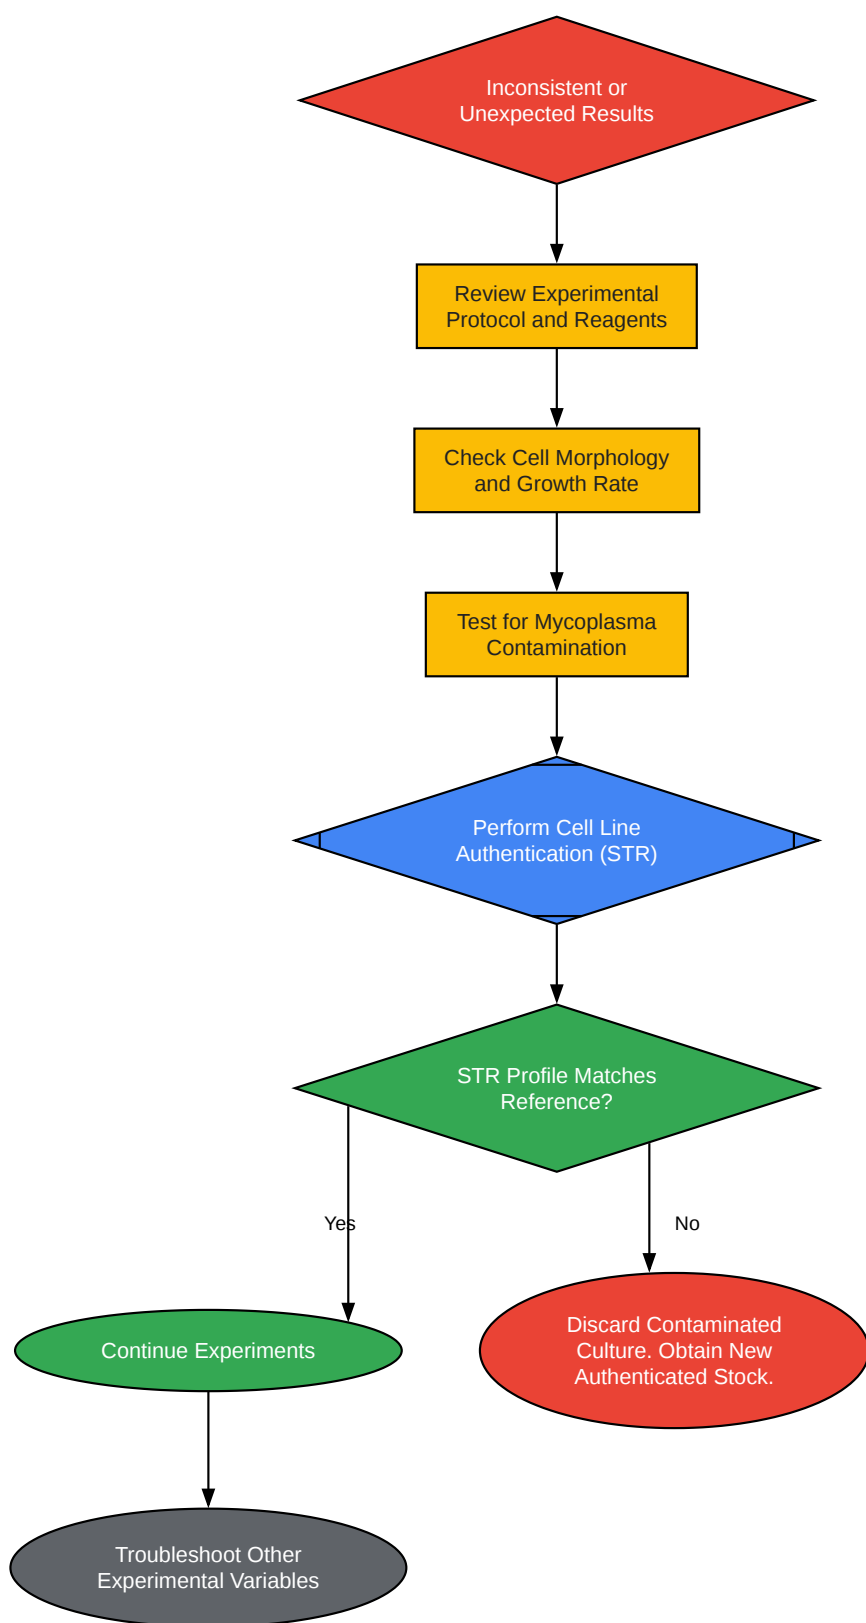 Inconsistent or
Unexpected Results
Review Experimental
Protocol and Reagents
Check Cell Morphology
and Growth Rate
Test for Mycoplasma
Contamination
Perform Cell Line
Authentication (STR)
STR Profile Matches
Reference?
Yes
No
Continue Experiments
Discard Contaminated
Culture. Obtain New
Authenticated Stock.
Troubleshoot Other
Experimental Variables